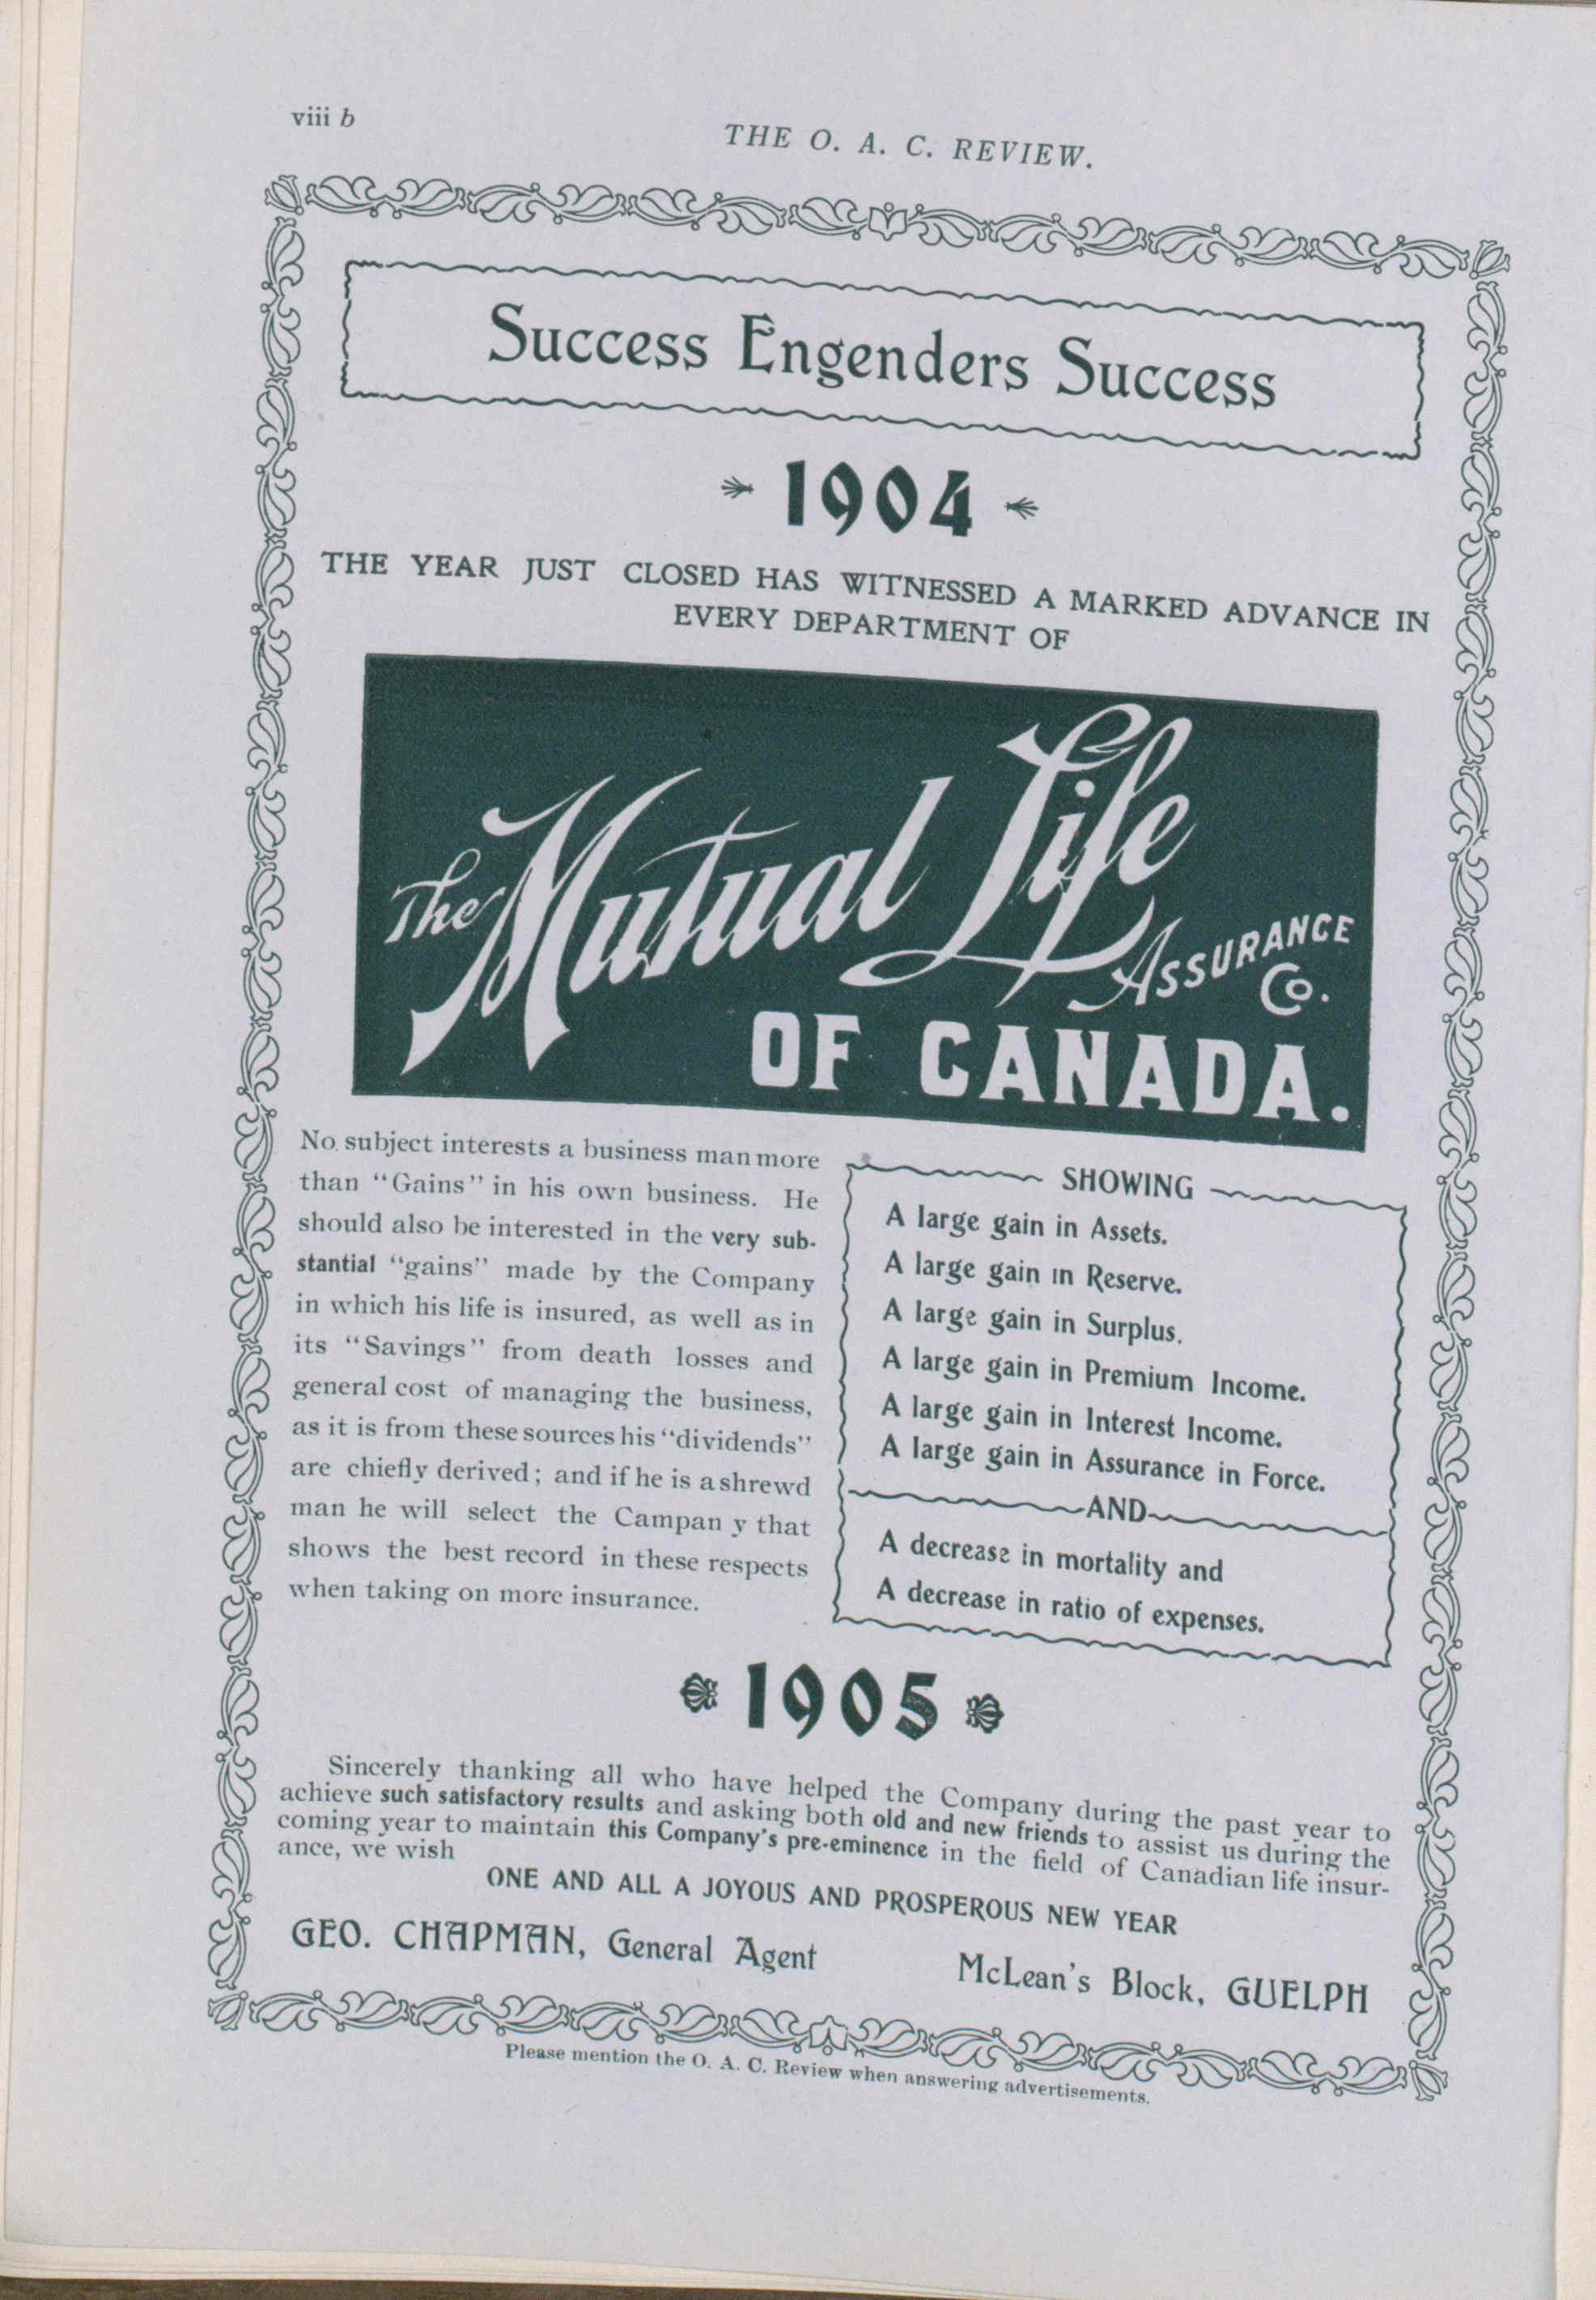 viii b
THE O. A. C. REVIEW.
Success Engenders Success
1904
THE YEAR JUST CLOSED HAS WITNESSED A MARKED ADVANCE IN
EVERY DEPARTMENT OF
The Mutual Life
ASSURANCE
Co.
OF CANADA.
No subject interests a business man more
than "Gains" in his own business. He
should also be interested in the very sub-
stantial "gains" made by the Company
in which his life is insured, as well as in
its "Savings" from death losses and
general cost of managing the business,
as it is from these sources his "dividends"
are chiefly derived; and if he is a shrewd
man he will select the Campan y that
shows the best record in these respects
when taking on more insurance.
SHOWING
A large gain in Assets.
A large gain in Reserve.
A large gain in Surplus.
A large gain in Premium Income.
A large gain in Interest Income.
A large gain in Assurance in Force.
AND
A decrease in mortality and
A decrease in ratio of expenses.
1905
Sincerely thanking all who have helped the Company during the past year to
achieve such satisfactory results and asking both old and new friends to assist us during the
coming year to maintain this Company's pre-eminence in the field of Canadian life insur-
ance, we wish
ONE AND ALL A JOYOUS AND PROSPEROUS NEW YEAR
GEO. CHAPMAN, General Agent
McLean's Block, GUELPH
Please mention the O. A. C. Review when answering advertisements.